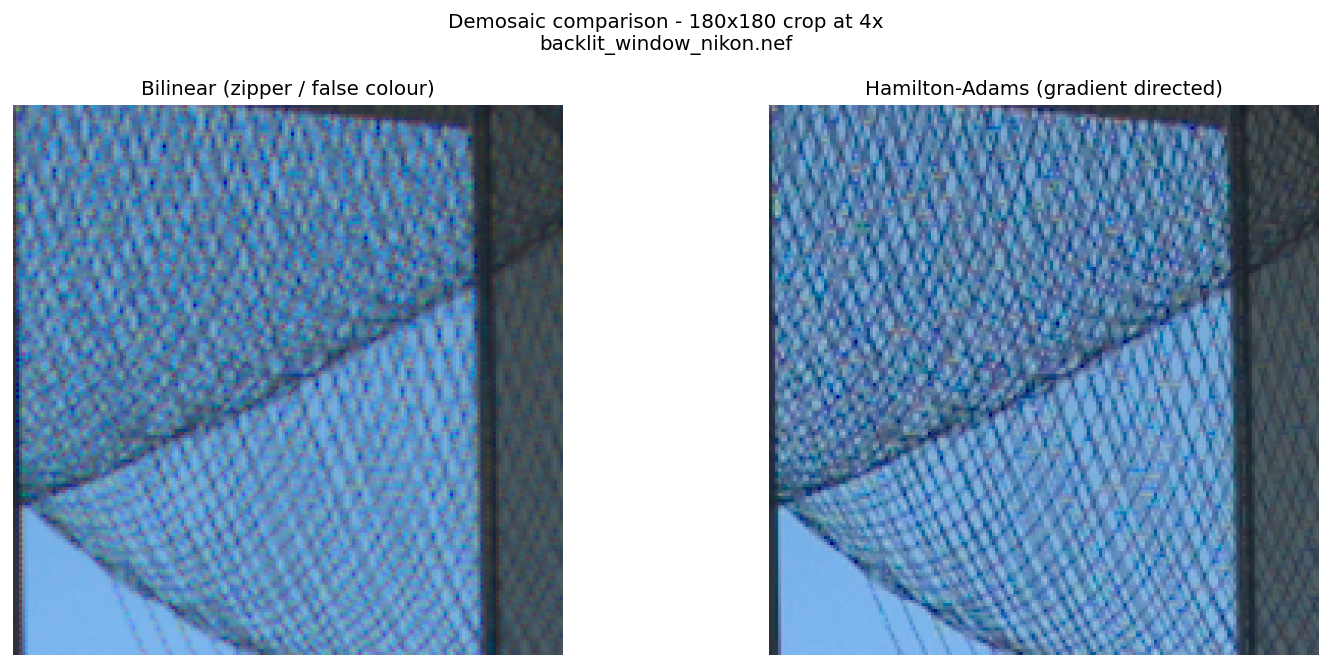 Demosaic comparison - 180x180 crop at 4x
backlit_window_nikon.nef
Bilinear (zipper / false colour)
Hamilton-Adams (gradient directed)